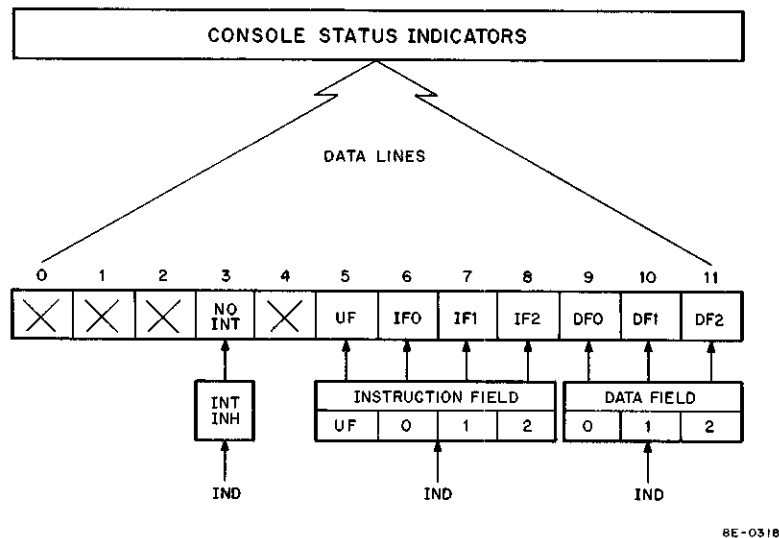 CONSOLE STATUS INDICATORS
DATA LINES
0 1 2 3 4 5 6 7 8 9 10 11
NO INT UF IF0 IF1 IF2 DF0 DF1 DF2
INT INH
INSTRUCTION FIELD
DATA FIELD
UF 0 1 2
0 1 2
IND IND IND
8E-0318